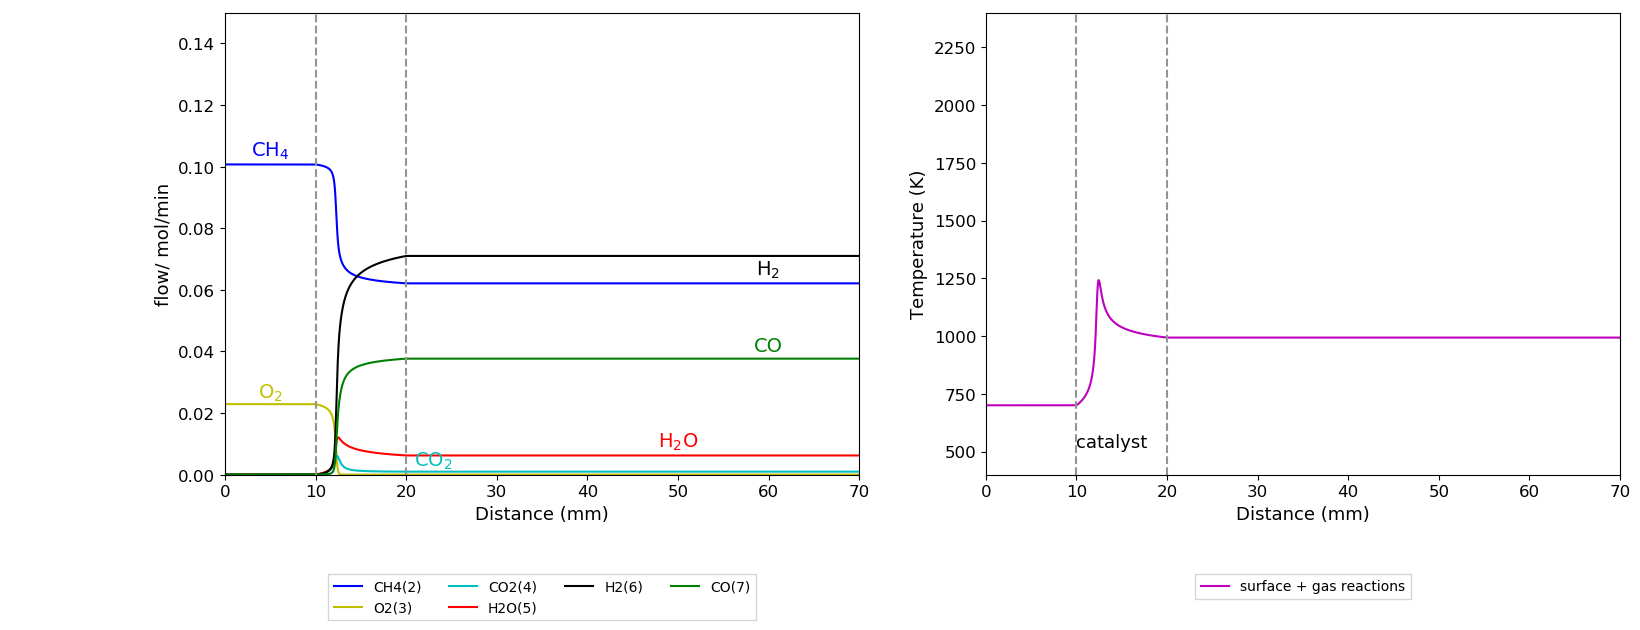 0.14
0.12
0.10
0.08
0.06
0.04
0.02
0.00
flow/ mol/min
CH₄
O₂
H₂
CO
H₂O
CO₂
0 10 20 30 40 50 60 70
Distance (mm)
CH4(2) CO2(4) H2(6) CO(7)
O2(3) H2O(5)
2250
2000
1750
1500
1250
1000
750
500
Temperature (K)
catalyst
0 10 20 30 40 50 60 70
Distance (mm)
surface + gas reactions